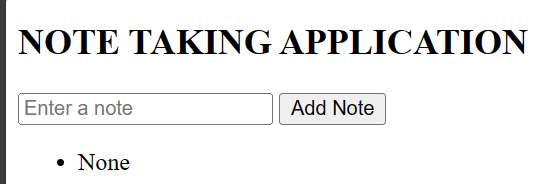 NOTE TAKING APPLICATION
Enter a note Add Note
None